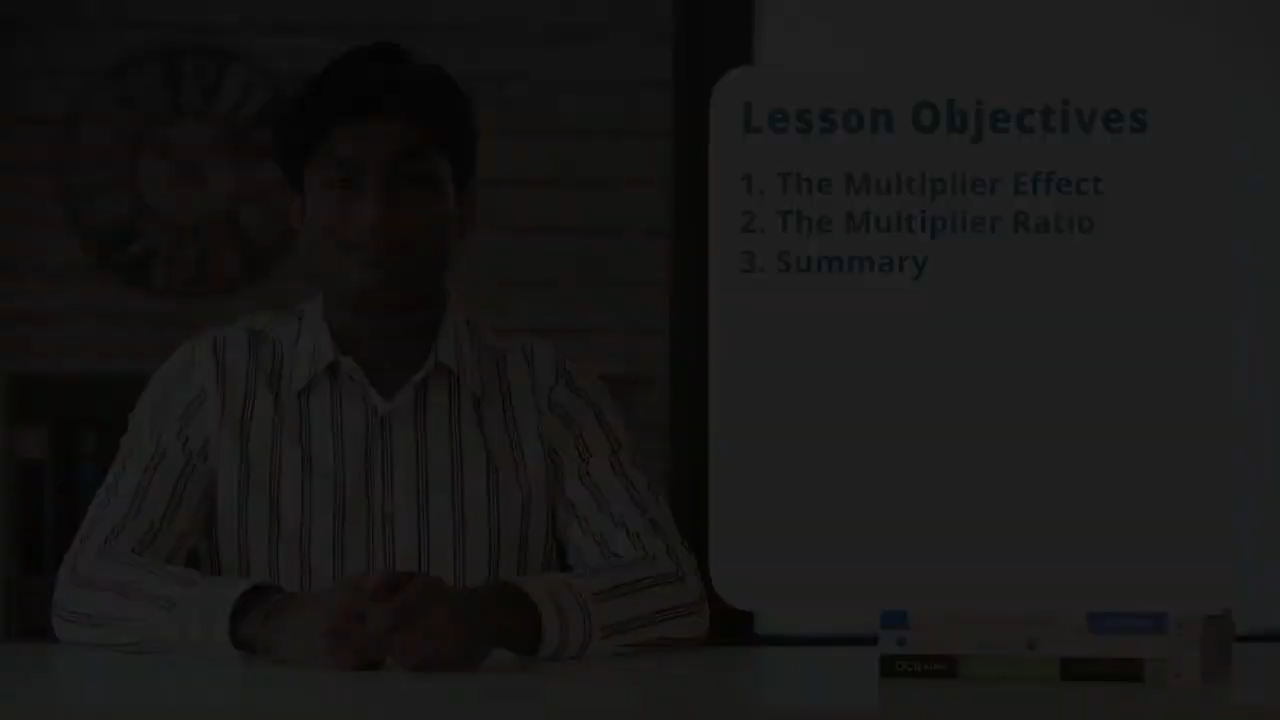 Lesson Objectives
1. The Multiplier Effect
2. The Multiplier Ratio
3. Summary